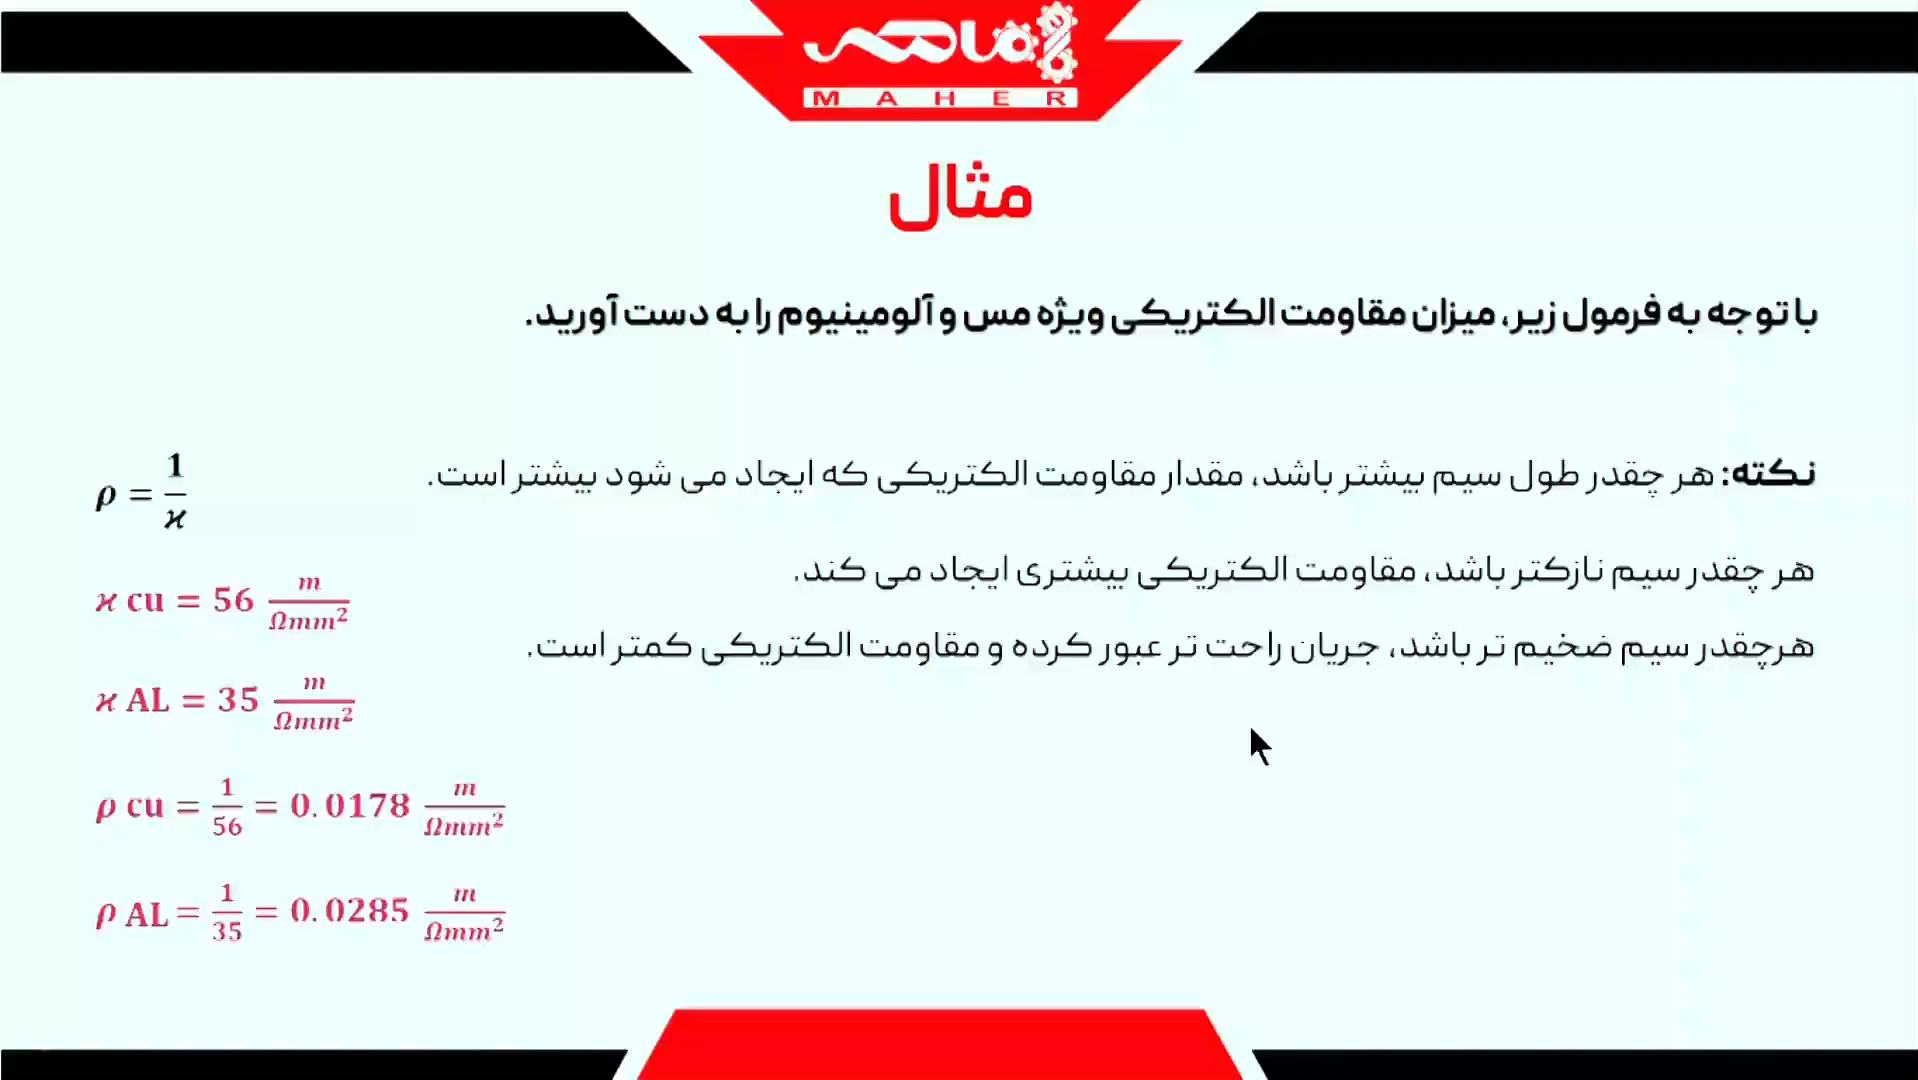 ماهر
MAHER
مثال
با توجه به فرمول زیر، میزان مقاومت الکتریکی ویژه مس و آلومینیوم را به دست آورید.
نکته: هر چقدر طول سیم بیشتر باشد، مقدار مقاومت الکتریکی که ایجاد می شود بیشتر است.
هر چقدر سیم نازکتر باشد، مقاومت الکتریکی بیشتری ایجاد می کند.
هرچقدر سیم ضخیم تر باشد، جریان راحت تر عبور کرده و مقاومت الکتریکی کمتر است.
ρ = 1/ϰ
ϰ cu = 56 m/Ωmm²
ϰ AL = 35 m/Ωmm²
ρ cu = 1/56 = 0.0178 m/Ωmm²
ρ AL = 1/35 = 0.0285 m/Ωmm²